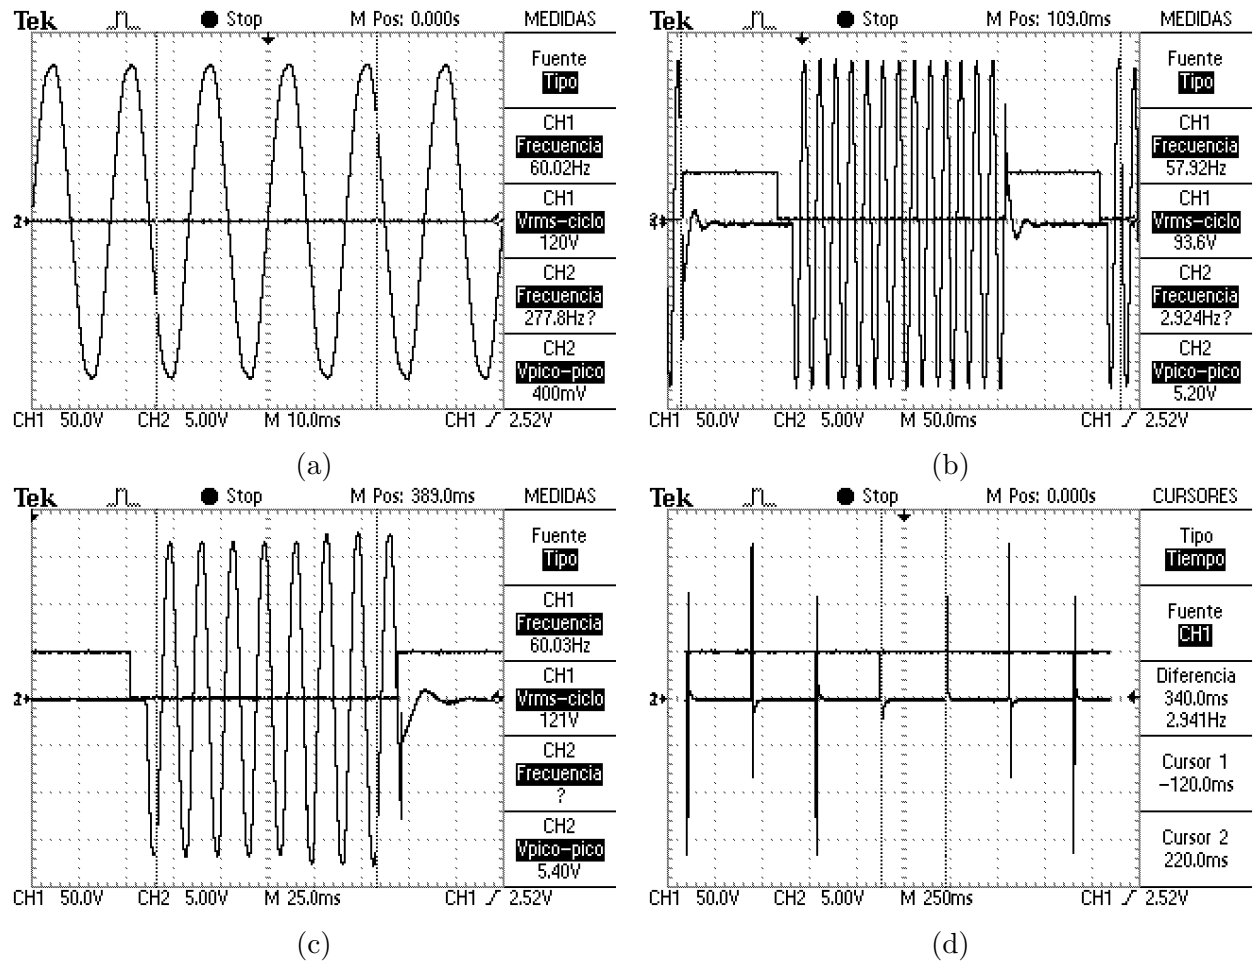 Tek Stop M Pos: 0.000s MEDIDAS
Fuente
Tipo
CH1
Frecuencia
60.02Hz
CH1
Vrms-ciclo
120V
CH2
Frecuencia
277.8Hz?
CH2
Vpico-pico
400mV
2
CH1 50.0V CH2 5.00V M 10.0ms CH1 2.52V
(a)
Tek Stop M Pos: 109.0ms MEDIDAS
Fuente
Tipo
CH1
Frecuencia
57.92Hz
CH1
Vrms-ciclo
93.6V
CH2
Frecuencia
2.924Hz?
CH2
Vpico-pico
5.20V
CH1 50.0V CH2 5.00V M 50.0ms CH1 2.52V
(b)
Tek Stop M Pos: 389.0ms MEDIDAS
Fuente
Tipo
CH1
Frecuencia
60.03Hz
CH1
Vrms-ciclo
121V
CH2
Frecuencia
?
CH2
Vpico-pico
5.40V
2
CH1 50.0V CH2 5.00V M 25.0ms CH1 2.52V
(c)
Tek Stop M Pos: 0.000s CURSORES
Tipo
Tiempo
Fuente
CH1
Diferencia
340.0ms
2.941Hz
Cursor 1
-120.0ms
Cursor 2
220.0ms
2
CH1 50.0V CH2 5.00V M 250ms CH1 2.52V
(d)